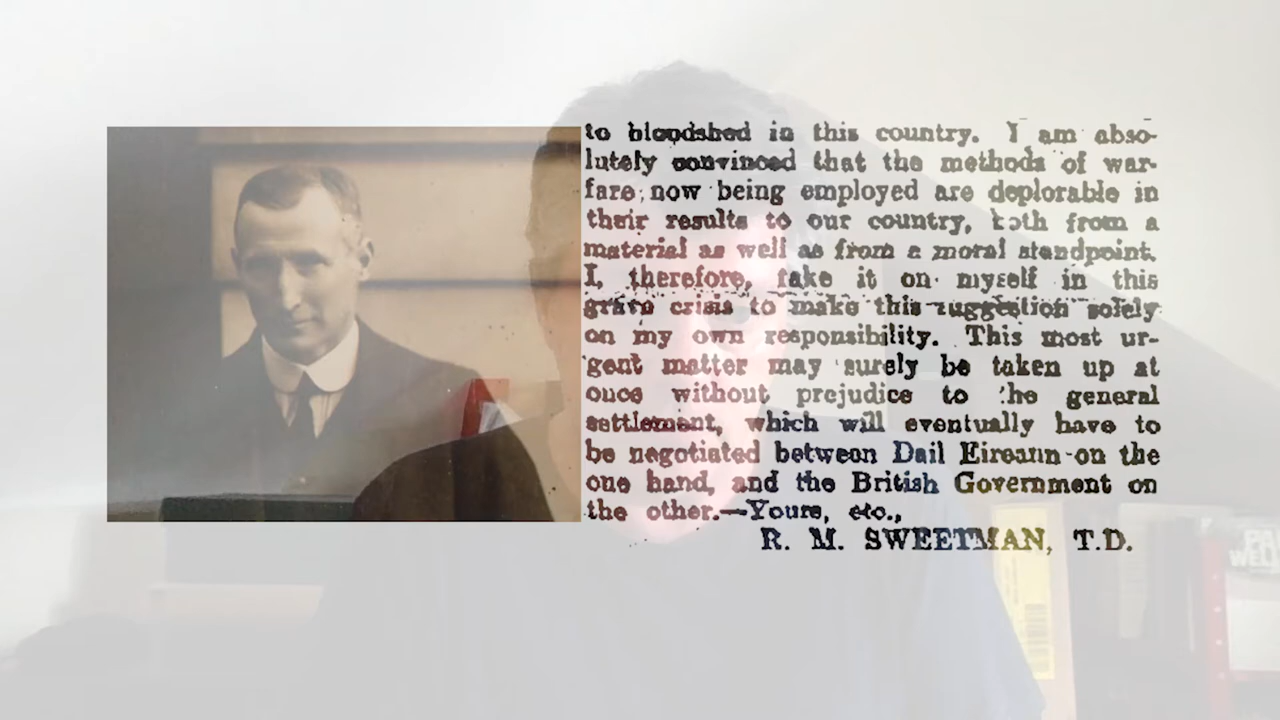 to bloodshed in this country. I am abso-
lutely convinced that the methods of war-
fare now being employed are deplorable in
their results to our country, both from a
material as well as from a moral standpoint.
I, therefore, take it on myself in this
grave crisis to make this suggestion solely
on my own responsibility. This most ur-
gent matter may surely be taken up at
once without prejudice to the general
settlement, which will eventually have to
be negotiated between Dail Eireann on the
one hand, and the British Government on
the other.—Yours, etc.,
R. M. SWEETMAN, T.D.